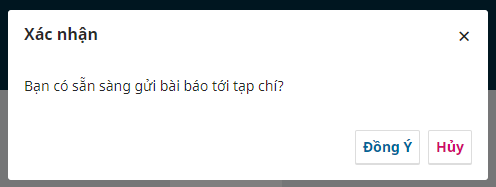 Xác nhận
Bạn có sẵn sàng gửi bài báo tới tạp chí?
Đồng Ý
Hủy